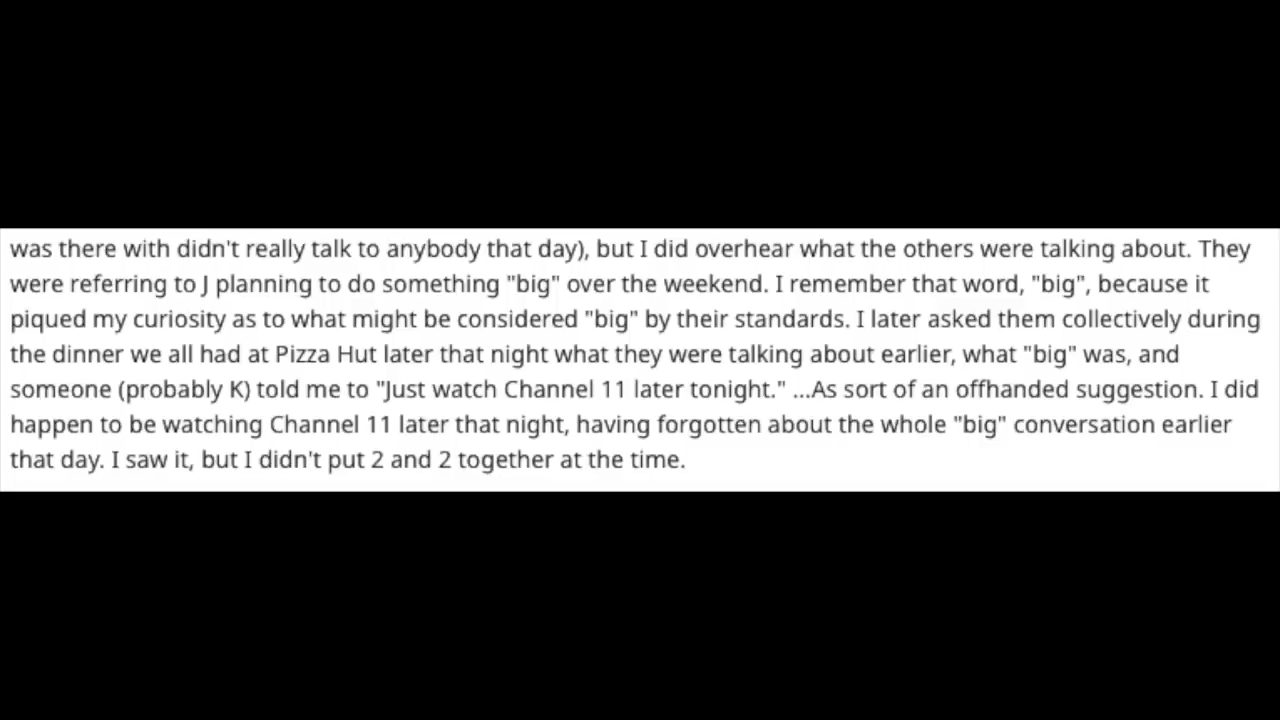 was there with didn't really talk to anybody that day), but I did overhear what the others were talking about. They
were referring to J planning to do something "big" over the weekend. I remember that word, "big", because it
piqued my curiosity as to what might be considered "big" by their standards. I later asked them collectively during
the dinner we all had at Pizza Hut later that night what they were talking about earlier, what "big" was, and
someone (probably K) told me to "Just watch Channel 11 later tonight." ...As sort of an offhanded suggestion. I did
happen to be watching Channel 11 later that night, having forgotten about the whole "big" conversation earlier
that day. I saw it, but I didn't put 2 and 2 together at the time.